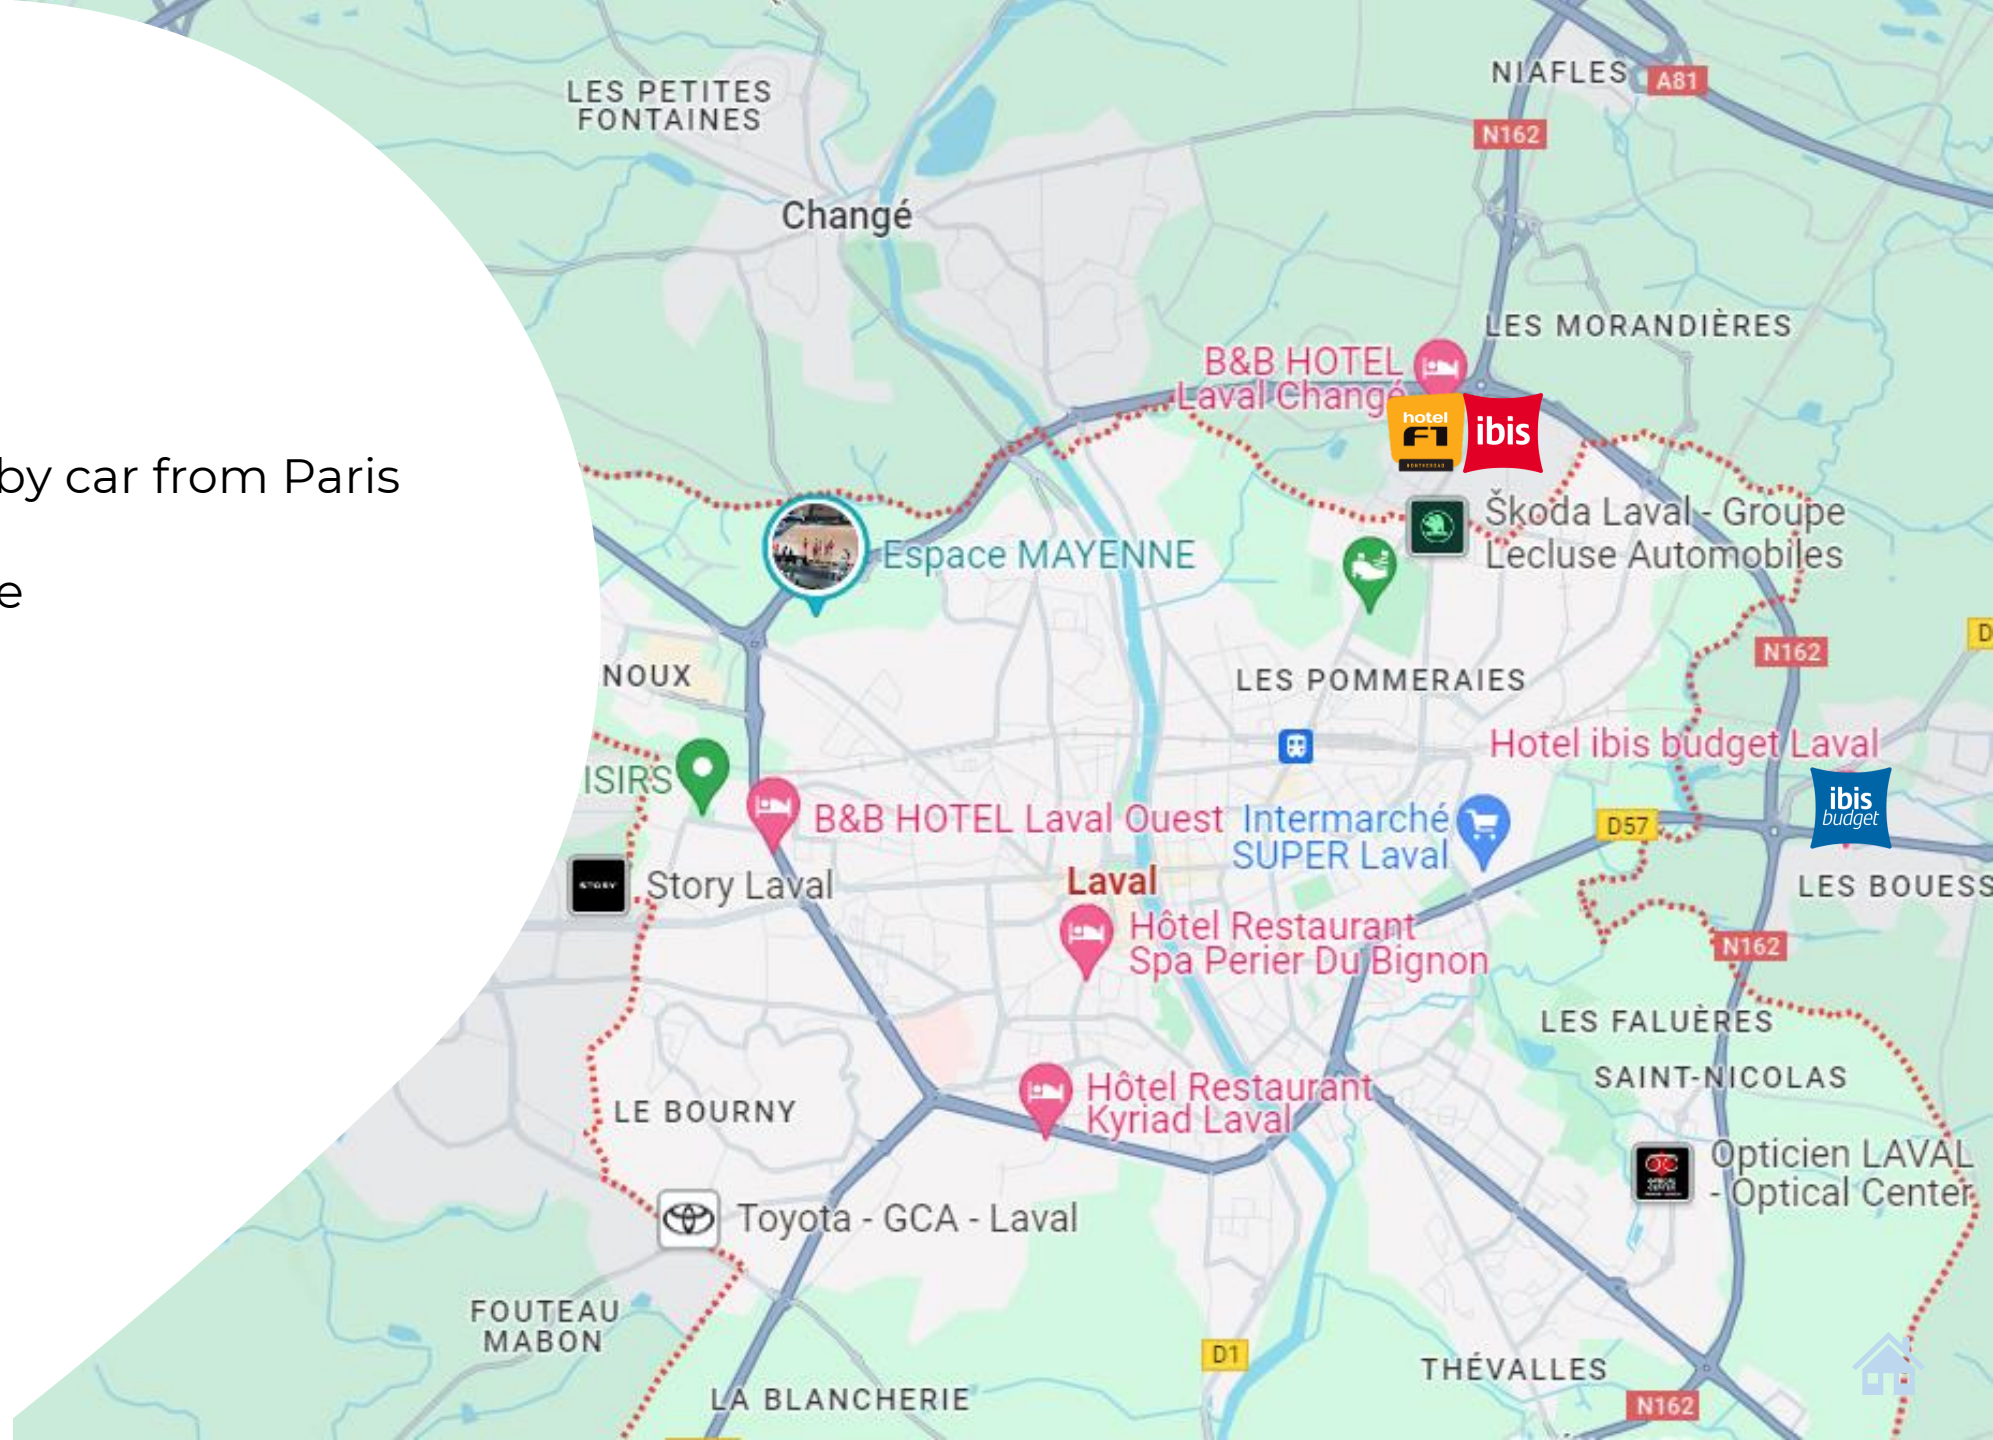 by car from Paris
e
LES PETITES
FONTAINES
NIAFLES
A81
N162
Changé
LES MORANDIÈRES
B&B HOTEL
Laval Changé
hotel
F1
ibis
Škoda Laval - Groupe
Lecluse Automobiles
Espace MAYENNE
D
N162
NOUX
LES POMMERAIES
Hotel ibis budget Laval
ISIRS
ibis
budget
B&B HOTEL Laval Ouest
Intermarché
SUPER Laval
D57
STORY
Story Laval
Laval
LES BOUESS
Hôtel Restaurant
Spa Perier Du Bignon
N162
LES FALUÈRES
SAINT-NICOLAS
Hôtel Restaurant
Kyriad Laval
LE BOURNY
Opticien LAVAL
- Optical Center
Toyota - GCA - Laval
FOUTEAU
MABON
D1
THÉVALLES
LA BLANCHERIE
N162